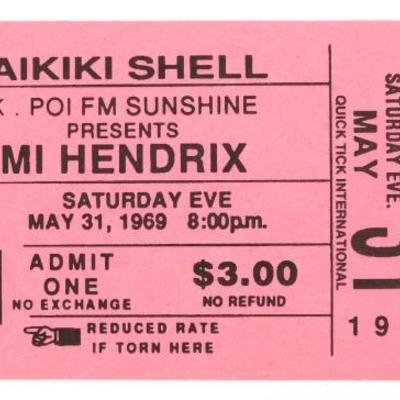 AIKIKI SHELL
K . POI FM SUNSHINE
PRESENTS
MI HENDRIX
SATURDAY EVE
MAY 31, 1969 8:00p.m.
ADMIT
ONE
$3.00
NO EXCHANGE
NO REFUND
REDUCED RATE
IF TORN HERE
QUICK TICK INTERNATIONAL
MAY
SATURDAY EVE.
31
19